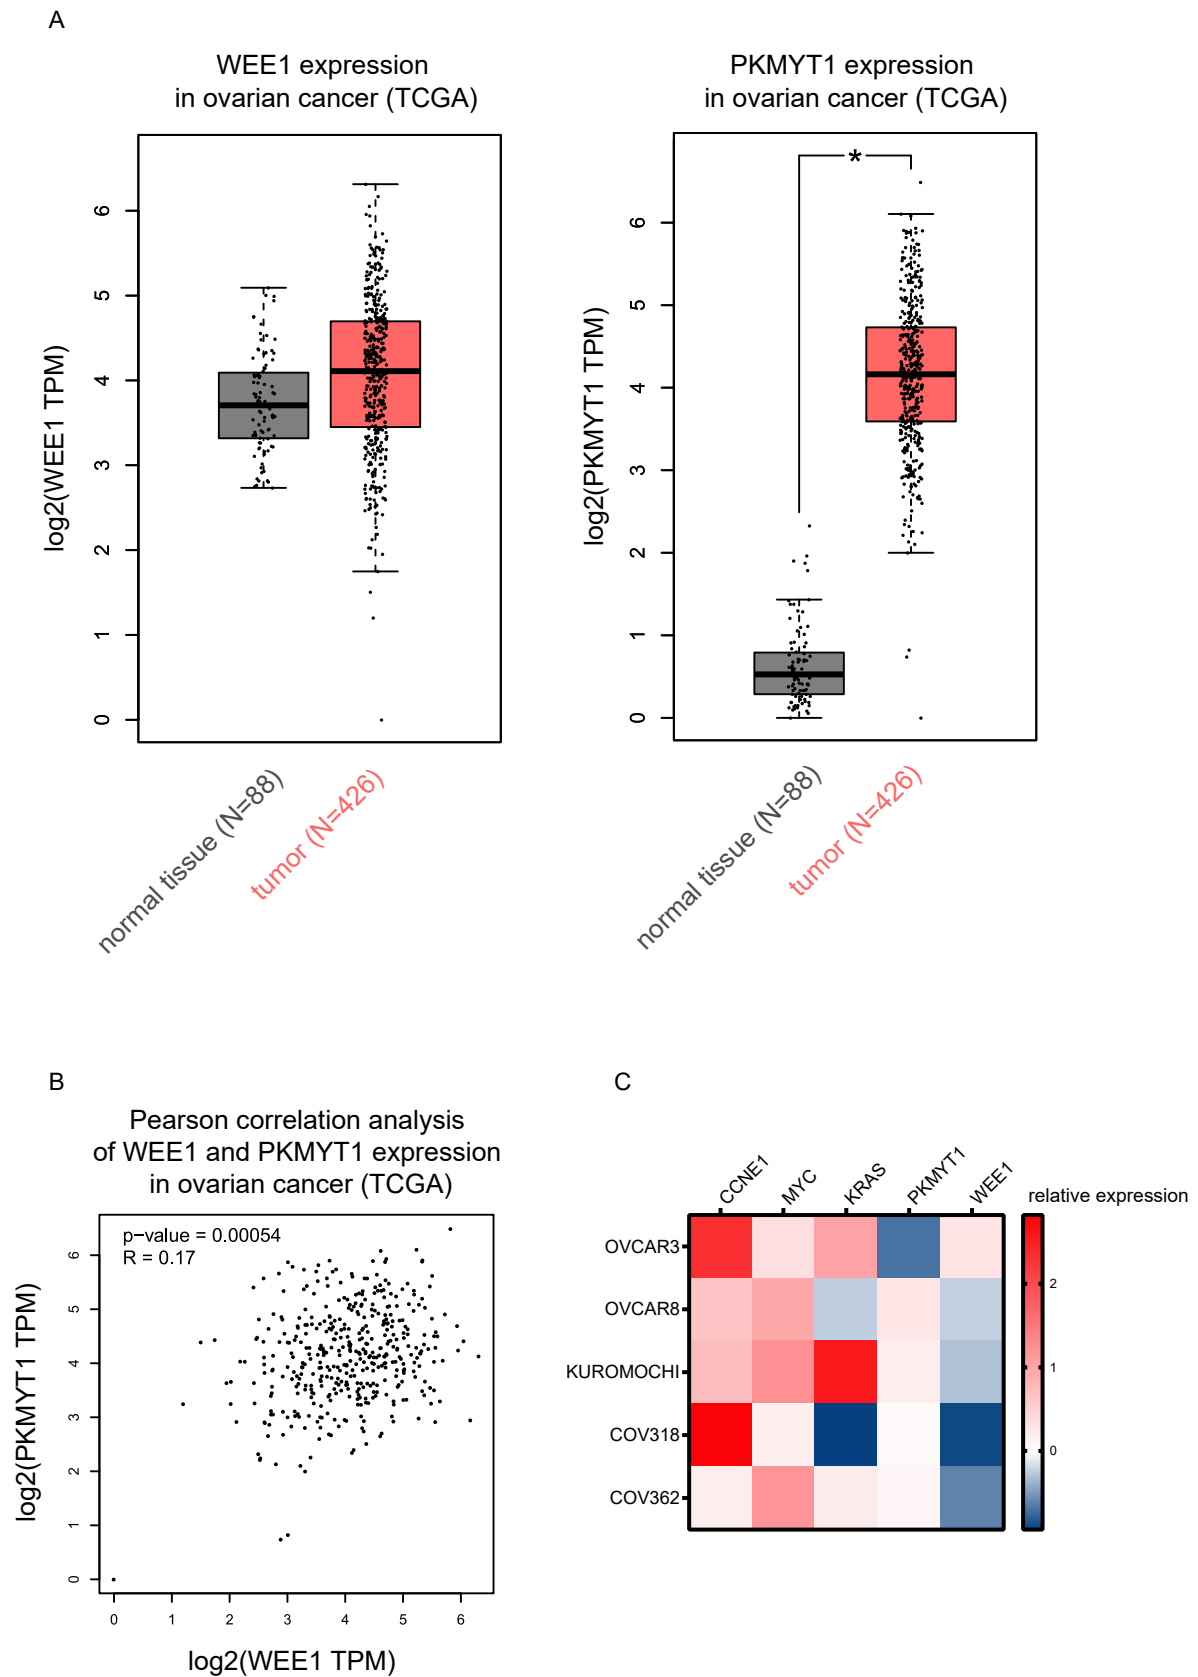 A
WEE1 expression
in ovarian cancer (TCGA)
log2(WEE1 TPM)
6
5
4
3
2
1
0
normal tissue (N=88)
tumor (N=426)
PKMYT1 expression
in ovarian cancer (TCGA)
log2(PKMYT1 TPM)
*
6
5
4
3
2
1
0
normal tissue (N=88)
tumor (N=426)
B
Pearson correlation analysis
of WEE1 and PKMYT1 expression
in ovarian cancer (TCGA)
p−value = 0.00054
R = 0.17
log2(PKMYT1 TPM)
6
5
4
3
2
1
0
0 1 2 3 4 5 6
log2(WEE1 TPM)
C
CCNE1 MYC KRAS PKMYT1 WEE1
relative expression
OVCAR3
OVCAR8
KUROMOCHI
COV318
COV362
2
1
0